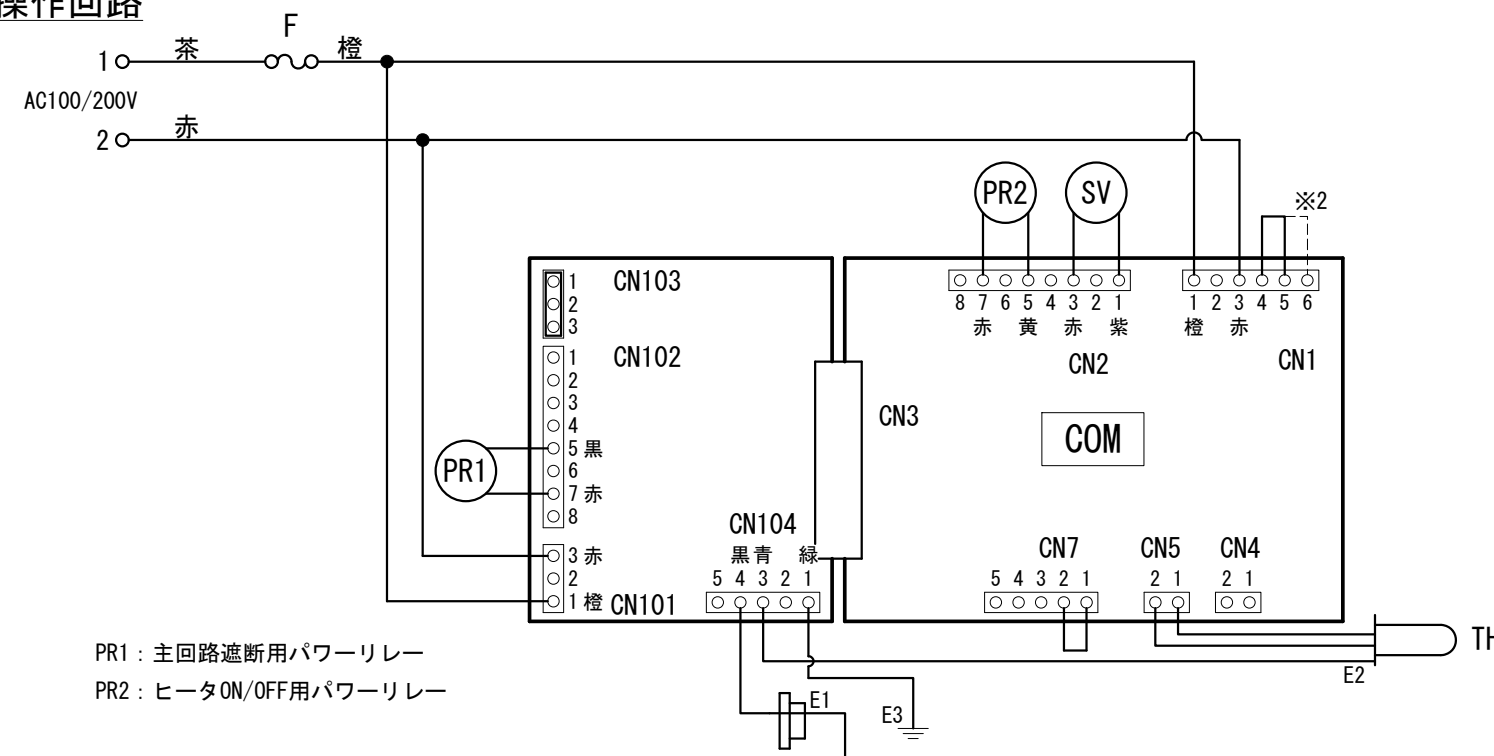 操作回路
F
1 茶 橙
AC100/200V
2 赤
PR2 SV ※2
CN103
1
2
3
8 7 6 5 4 3 2 1
赤 黄 赤 紫
1 2 3 4 5 6
橙 赤
CN2
CN1
CN102
1
2
3
4
5 黒
6
7 赤
8
PR1
CN3
COM
CN104
黒 青 緑
5 4 3 2 1
3 赤
2
1 橙
CN101
CN7
5 4 3 2 1
CN5
2 1
CN4
2 1
TH
E2
E1
E3
PR1：主回路遮断用パワーリレー
PR2：ヒータON/OFF用パワーリレー